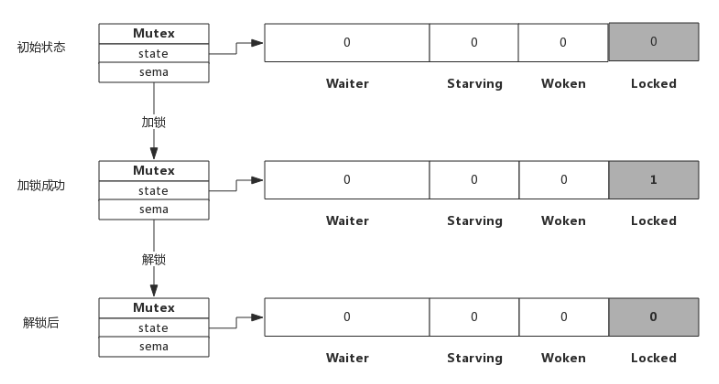 初始状态
Mutex
state
sema
0 0 0 0
Waiter Starving Woken Locked
加锁
加锁成功
Mutex
state
sema
0 0 0 1
Waiter Starving Woken Locked
解锁
解锁后
Mutex
state
sema
0 0 0 0
Waiter Starving Woken Locked